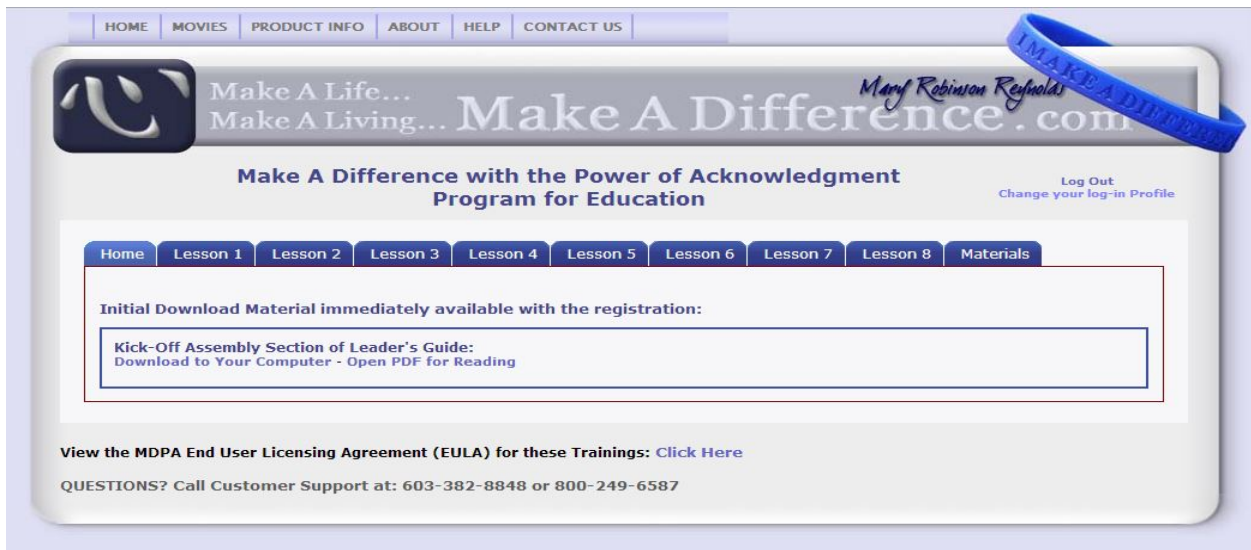 HOME MOVIES PRODUCT INFO ABOUT HELP CONTACT US
Make A Life...
Make A Living... Make A Difference.com
Mary Robinson Reynolds
I MAKE A DIFFEREN
Make A Difference with the Power of Acknowledgment
Program for Education
Log Out
Change your log-in Profile
Home Lesson 1 Lesson 2 Lesson 3 Lesson 4 Lesson 5 Lesson 6 Lesson 7 Lesson 8 Materials
Initial Download Material immediately available with the registration:
Kick-Off Assembly Section of Leader's Guide:
Download to Your Computer - Open PDF for Reading
View the MDPA End User Licensing Agreement (EULA) for these Trainings: Click Here
QUESTIONS? Call Customer Support at: 603-382-8848 or 800-249-6587